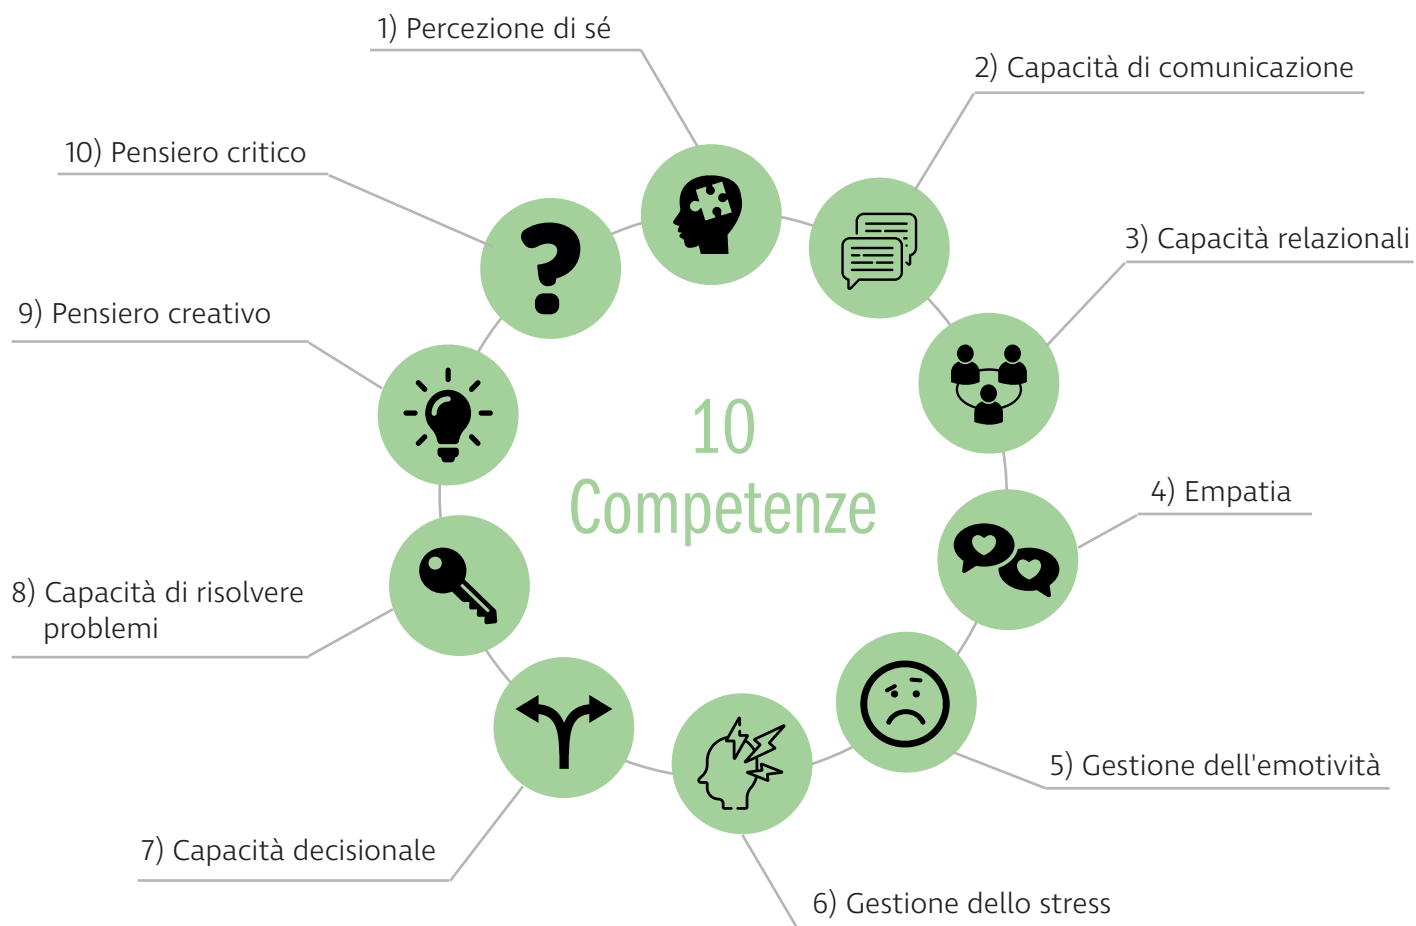 1) Percezione di sé
2) Capacità di comunicazione
3) Capacità relazionali
4) Empatia
5) Gestione dell'emotività
6) Gestione dello stress
7) Capacità decisionale
8) Capacità di risolvere
problemi
9) Pensiero creativo
10) Pensiero critico
10
Competenze